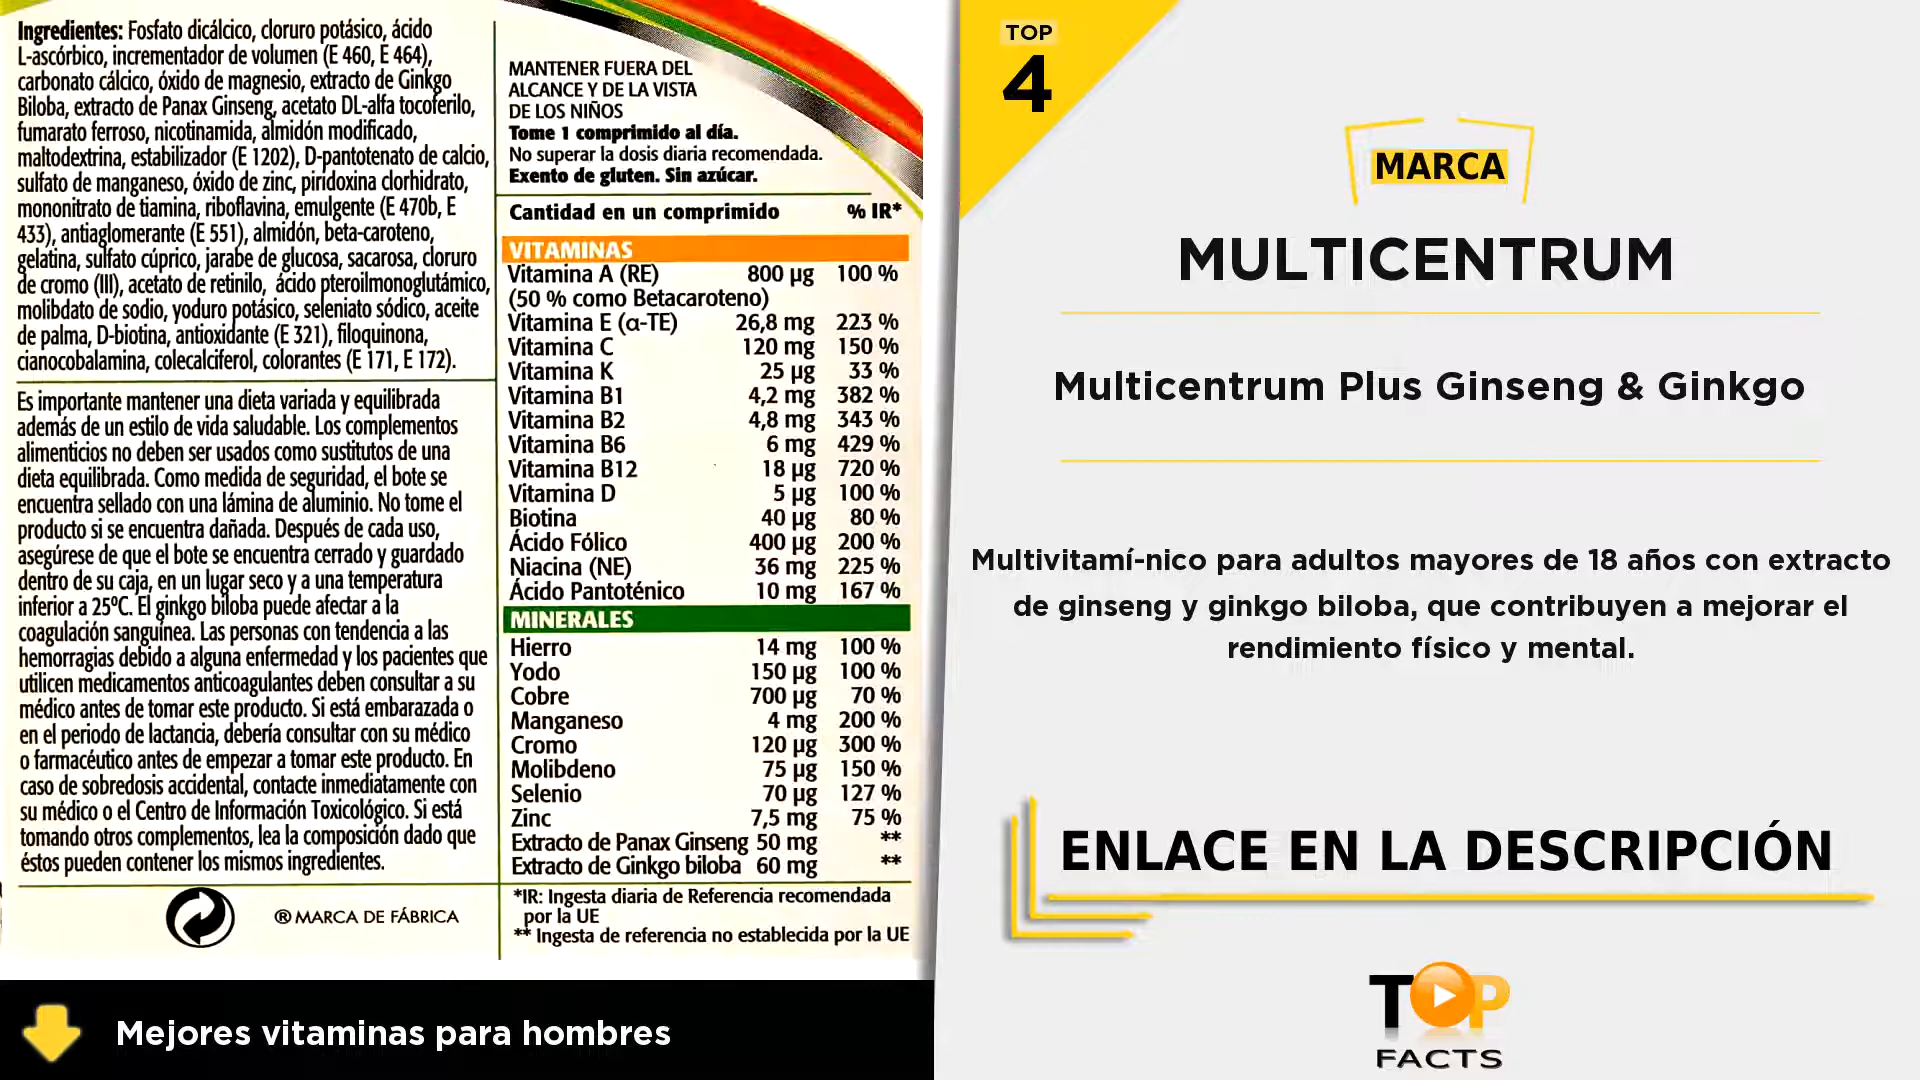 Ingredientes: Fosfato dicálcico, cloruro potásico, ácido
L-ascórbico, incrementador de volumen (E 460, E 464),
carbonato cálcico, óxido de magnesio, extracto de Ginkgo
Biloba, extracto de Panax Ginseng, acetato DL-alfa tocoferilo,
fumarato ferroso, nicotinamida, almidón modificado,
maltodextrina, estabilizador (E 1202), D-pantotenato de calcio,
sulfato de manganeso, óxido de zinc, piridoxina clorhidrato,
mononitrato de tiamina, riboflavina, emulgente (E 470b, E
433), antiaglomerante (E 551), almidón, beta-caroteno,
gelatina, sulfato cúprico, jarabe de glucosa, sacarosa, cloruro
de cromo (III), acetato de retinilo, ácido pteroilmonoglutámico,
molibdato de sodio, yoduro potásico, seleniato sódico, aceite
de palma, D-biotina, antioxidante (E 321), filoquinona,
cianocobalamina, colecalciferol, colorantes (E 171, E 172).
Es importante mantener una dieta variada y equilibrada
además de un estilo de vida saludable. Los complementos
alimenticios no deben ser usados como sustitutos de una
dieta equilibrada. Como medida de seguridad, el bote se
encuentra sellado con una lámina de aluminio. No tome el
producto si se encuentra dañada. Después de cada uso,
asegúrese de que el bote se encuentra cerrado y guardado
dentro de su caja, en un lugar seco y a una temperatura
inferior a 25ºC. El ginkgo biloba puede afectar a la
coagulación sanguínea. Las personas con tendencia a las
hemorragias debido a alguna enfermedad y los pacientes que
utilicen medicamentos anticoagulantes deben consultar a su
médico antes de tomar este producto. Si está embarazada o
en el periodo de lactancia, debería consultar con su médico
o farmacéutico antes de empezar a tomar este producto. En
caso de sobredosis accidental, contacte inmediatamente con
su médico o el Centro de Información Toxicológico. Si está
tomando otros complementos, lea la composición dado que
éstos pueden contener los mismos ingredientes.
® MARCA DE FÁBRICA
MANTENER FUERA DEL
ALCANCE Y DE LA VISTA
DE LOS NIÑOS
Tome 1 comprimido al día.
No superar la dosis diaria recomendada.
Exento de gluten. Sin azúcar.
Cantidad en un comprimido % IR*
VITAMINAS
Vitamina A (RE) 800 µg 100 %
(50 % como Betacaroteno)
Vitamina E (α-TE) 26,8 mg 223 %
Vitamina C 120 mg 150 %
Vitamina K 25 µg 33 %
Vitamina B1 4,2 mg 382 %
Vitamina B2 4,8 mg 343 %
Vitamina B6 6 mg 429 %
Vitamina B12 18 µg 720 %
Vitamina D 5 µg 100 %
Biotina 40 µg 80 %
Ácido Fólico 400 µg 200 %
Niacina (NE) 36 mg 225 %
Ácido Pantoténico 10 mg 167 %
MINERALES
Hierro 14 mg 100 %
Yodo 150 µg 100 %
Cobre 700 µg 70 %
Manganeso 4 mg 200 %
Cromo 120 µg 300 %
Molibdeno 75 µg 150 %
Selenio 70 µg 127 %
Zinc 7,5 mg 75 %
Extracto de Panax Ginseng 50 mg **
Extracto de Ginkgo biloba 60 mg **
*IR: Ingesta diaria de Referencia recomendada
por la UE
** Ingesta de referencia no establecida por la UE
Mejores vitaminas para hombres
TOP
4
MARCA
MULTICENTRUM
Multicentrum Plus Ginseng & Ginkgo
Multivitamí-nico para adultos mayores de 18 años con extracto
de ginseng y ginkgo biloba, que contribuyen a mejorar el
rendimiento físico y mental.
ENLACE EN LA DESCRIPCIÓN
TOP
FACTS